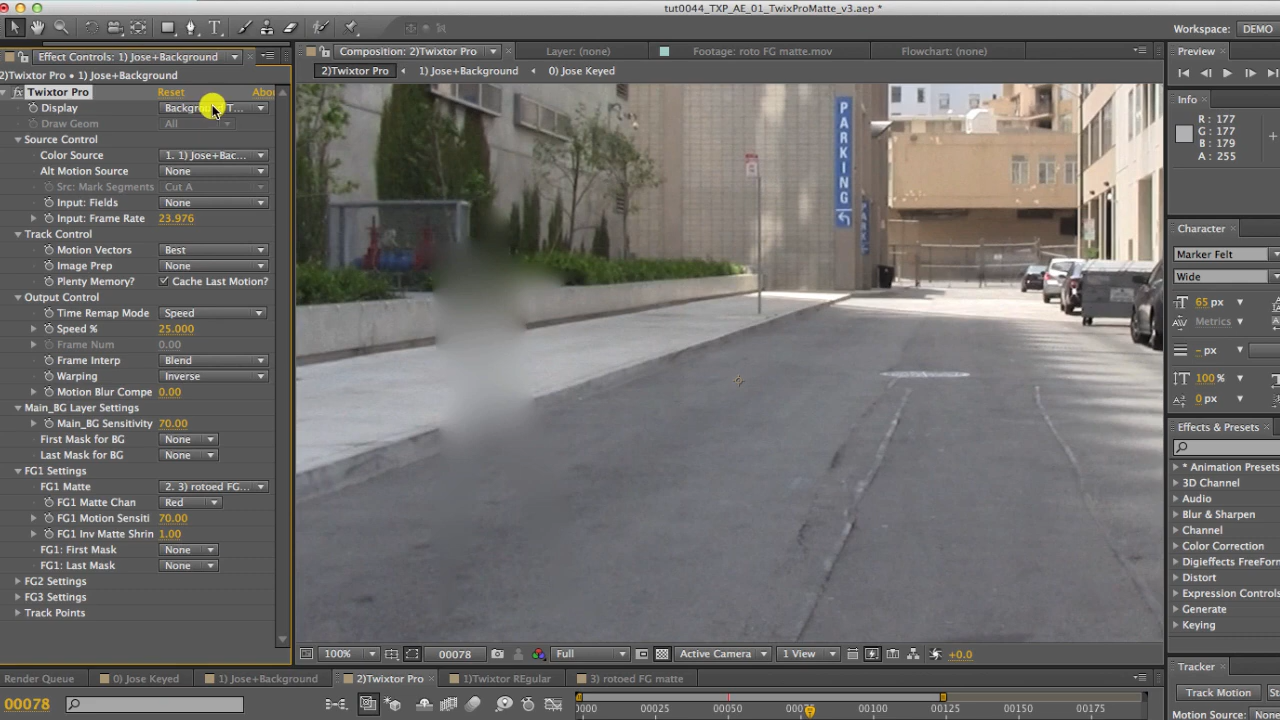 tut0044_TXP_AE_01_TwixProMatte_v3.aep *
Workspace: DEMO
Effect Controls: 1) Jose+Background
Composition: 2)Twixtor Pro
Layer: (none)
Footage: roto FG matte.mov
Flowchart: (none)
Preview
2)Twixtor Pro • 1) Jose+Background
2)Twixtor Pro
1) Jose+Background
0) Jose Keyed
fx Twixtor Pro Reset
Display
Draw Geom All
Source Control
Color Source 1. 1) Jose+Bac...
Alt Motion Source None
Src: Mark Segments Cut A
Input: Fields None
Input: Frame Rate 23.976
Track Control
Motion Vectors Best
Image Prep None
Plenty Memory? Cache Last Motion?
Output Control
Time Remap Mode Speed
Speed % 25.000
Frame Num 0.00
Frame Interp Blend
Warping Inverse
Motion Blur Compe 0.00
Main_BG Layer Settings
Main_BG Sensitivity 70.00
First Mask for BG None
Last Mask for BG None
FG1 Settings
FG1 Matte 2. 3) rotoed FG...
FG1 Matte Chan Red
FG1 Motion Sensiti 70.00
FG1 Inv Matte Shrin 1.00
FG1: First Mask None
FG1: Last Mask None
FG2 Settings
FG3 Settings
Track Points
PARKING
Info
R : 177
G : 177
B : 179
A : 255
Character
Marker Felt
Wide
65 px
Metrics
- px
100 %
0 px
Effects & Presets
* Animation Presets
3D Channel
Audio
Blur & Sharpen
Channel
Color Correction
Digieffects FreeForm
Distort
Expression Controls
Generate
Keying
Tracker
Track Motion
Motion Source: None
100% 00078 Full Active Camera 1 View +0.0
Render Queue
0) Jose Keyed
1) Jose+Background
2)Twixtor Pro
1)Twixtor REgular
3) rotoed FG matte
00078
0000 00025 00050 00075 00100 00125 00150 00175